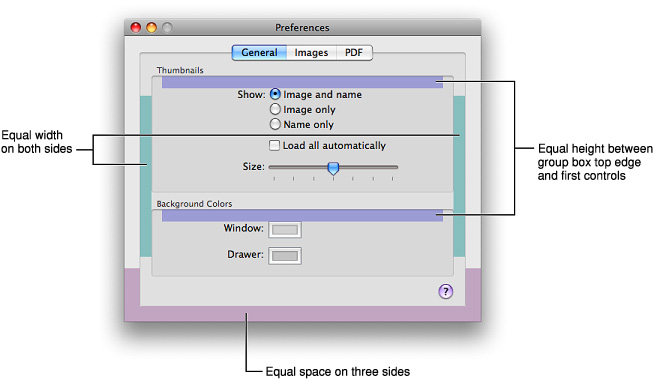 Preferences
General Images PDF
Thumbnails
Show: Image and name
Image only
Name only
Load all automatically
Size:
Background Colors
Window:
Drawer:
?
Equal width
on both sides
Equal height between
group box top edge
and first controls
Equal space on three sides